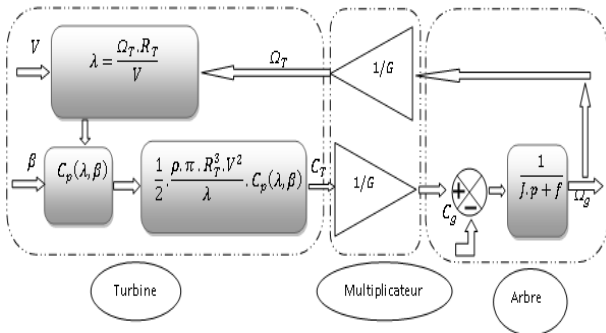 V
λ = Ω_T.R_T / V
Ω_T
1/G
β
C_p(λ,β)
1/2 . ρ.π.R_T^3.V^2 / λ . C_p(λ,β)
C_T
1/G
+
−
C_g
1 / J.p + f
Ω_g
Turbine
Multiplicateur
Arbre